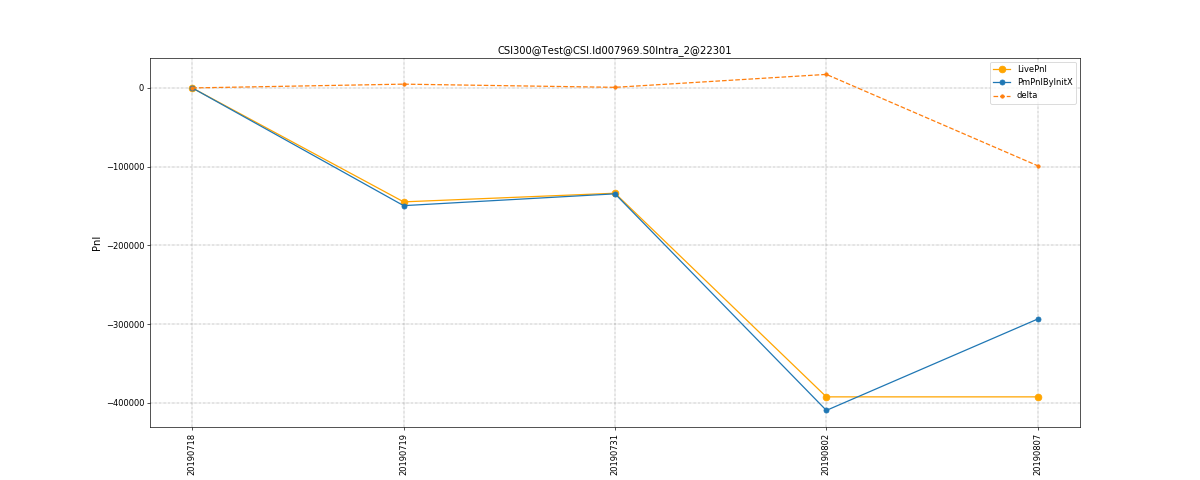 CSI300@Test@CSI.Id007969.S0Intra_2@22301
LivePnl
PmPnlByInitX
delta
Pnl
0
−100000
−200000
−300000
−400000
20190718
20190719
20190731
20190802
20190807